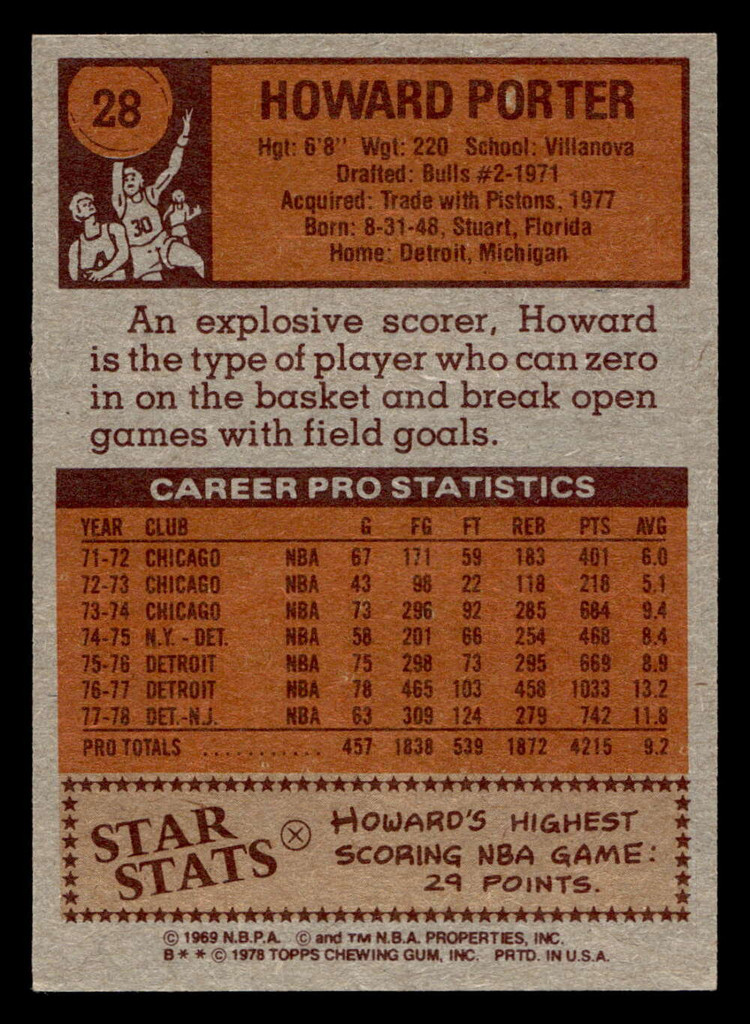 28
30
HOWARD PORTER
Hgt: 6'8" Wgt: 220 School: Villanova
Drafted: Bulls #2-1971
Acquired: Trade with Pistons, 1977
Born: 8-31-48, Stuart, Florida
Home: Detroit, Michigan
An explosive scorer, Howard
is the type of player who can zero
in on the basket and break open
games with field goals.
CAREER PRO STATISTICS
YEAR CLUB G FG FT REB PTS AVG
71-72 CHICAGO NBA 67 171 59 183 401 6.0
72-73 CHICAGO NBA 43 98 22 118 218 5.1
73-74 CHICAGO NBA 73 296 92 285 684 9.4
74-75 N.Y. - DET. NBA 58 201 66 254 468 8.4
75-76 DETROIT NBA 75 298 73 295 669 8.9
76-77 DETROIT NBA 78 465 103 458 1033 13.2
77-78 DET.-N.J. NBA 63 309 124 279 742 11.8
PRO TOTALS ........... 457 1838 539 1872 4215 9.2
STAR
STATS
HOWARD'S HIGHEST
SCORING NBA GAME:
29 POINTS.
© 1969 N.B.P.A. © and TM N.B.A. PROPERTIES, INC.
B * * © 1978 TOPPS CHEWING GUM, INC. PRTD. IN U.S.A.